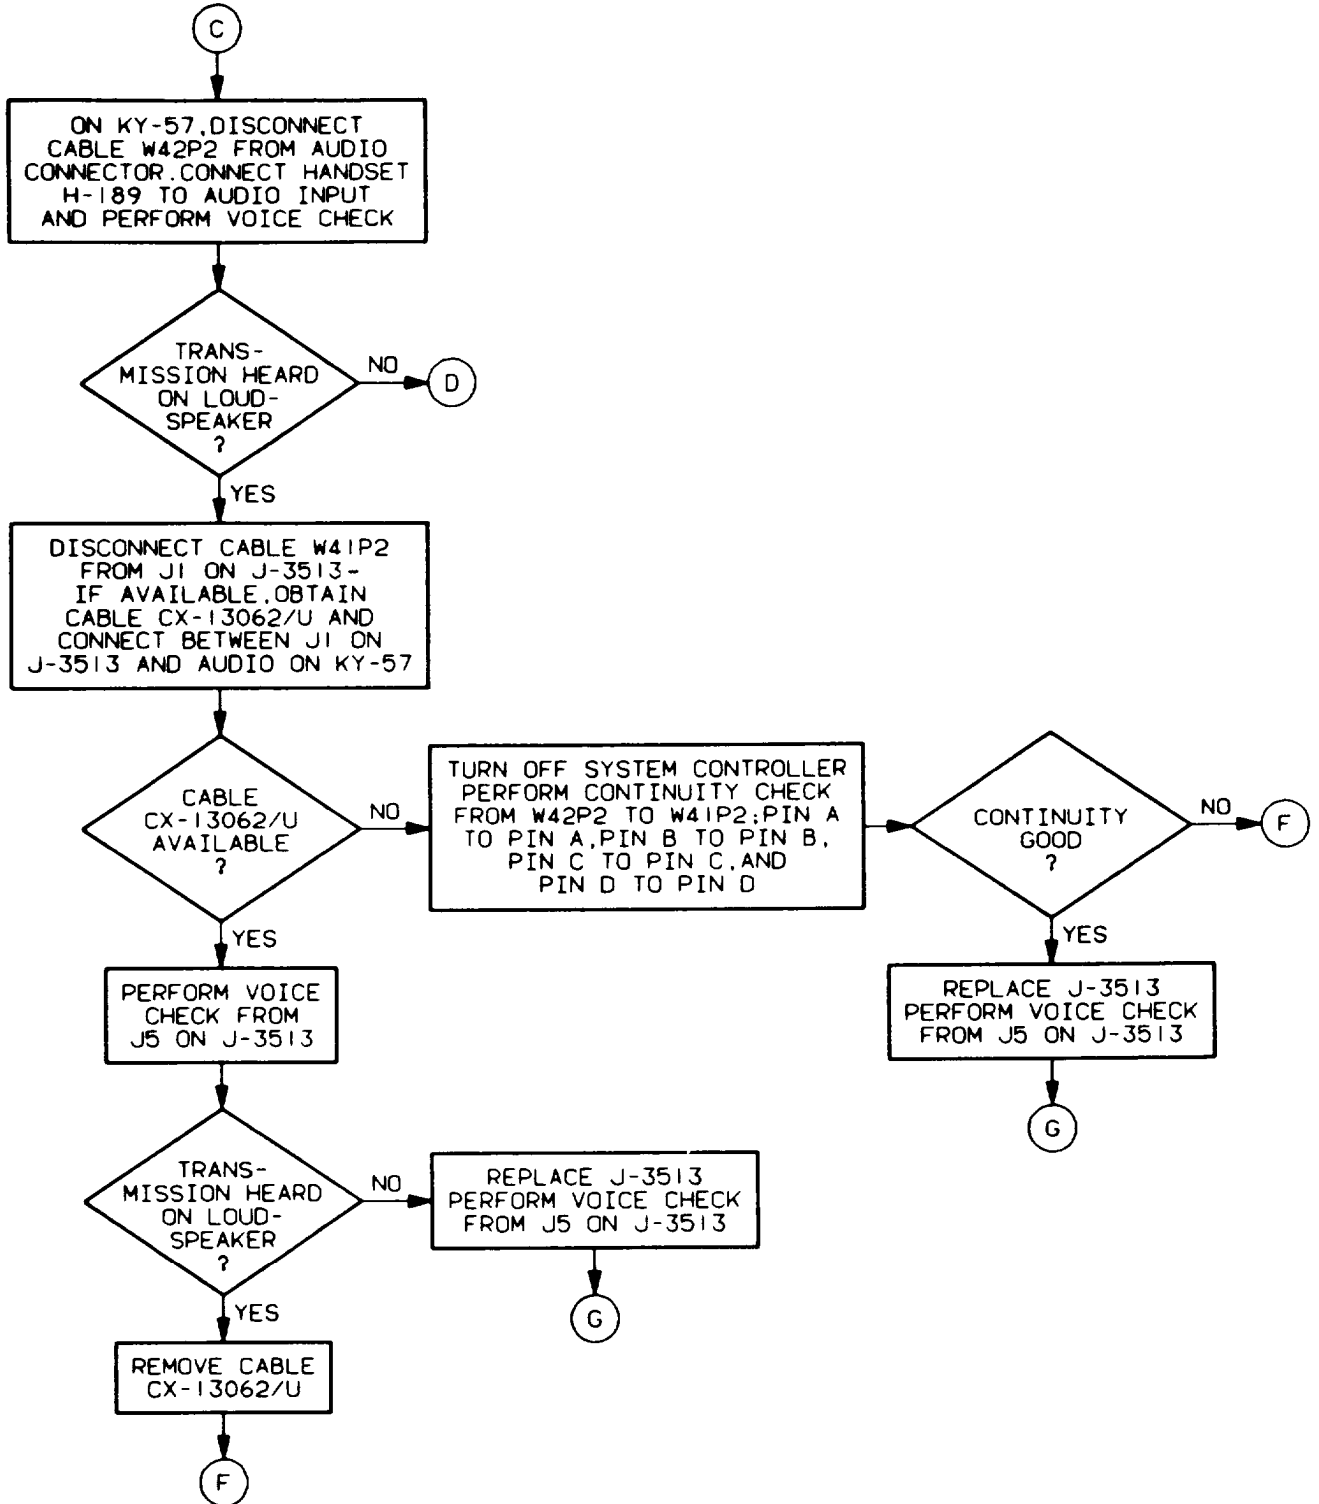 C
ON KY-57,DISCONNECT
CABLE W42P2 FROM AUDIO
CONNECTOR.CONNECT HANDSET
H-189 TO AUDIO INPUT
AND PERFORM VOICE CHECK
TRANS-
MISSION HEARD
ON LOUD-
SPEAKER
?
NO
D
YES
DISCONNECT CABLE W41P2
FROM J1 ON J-3513-
IF AVAILABLE,OBTAIN
CABLE CX-13062/U AND
CONNECT BETWEEN J1 ON
J-3513 AND AUDIO ON KY-57
CABLE
CX-13062/U
AVAILABLE
?
NO
TURN OFF SYSTEM CONTROLLER
PERFORM CONTINUITY CHECK
FROM W42P2 TO W41P2;PIN A
TO PIN A,PIN B TO PIN B,
PIN C TO PIN C,AND
PIN D TO PIN D
CONTINUITY
GOOD
?
NO
F
YES
REPLACE J-3513
PERFORM VOICE CHECK
FROM J5 ON J-3513
G
YES
PERFORM VOICE
CHECK FROM
J5 ON J-3513
TRANS-
MISSION HEARD
ON LOUD-
SPEAKER
?
NO
REPLACE J-3513
PERFORM VOICE CHECK
FROM J5 ON J-3513
G
YES
REMOVE CABLE
CX-13062/U
F